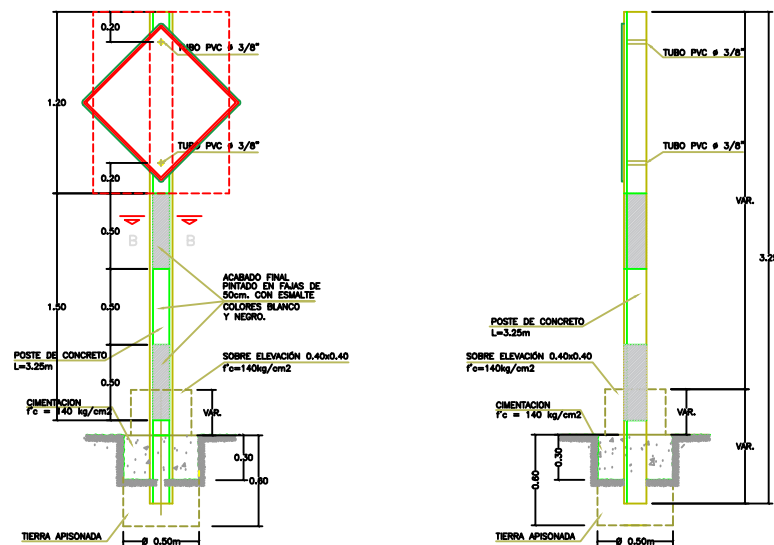 0.20
TUBO PVC ø 3/8"
1.20
TUBO PVC ø 3/8"
0.20
0.50
B
B
ACABADO FINAL
PINTADO EN FAJAS DE
50cm. CON ESMALTE
COLORES BLANCO
Y NEGRO.
1.50
0.50
POSTE DE CONCRETO
L=3.25m
0.50
SOBRE ELEVACIÓN 0.40x0.40
f'c=140kg/cm2
CIMENTACION
f'c = 140 kg/cm2
VAR.
0.30
0.60
TIERRA APISONADA
Ø 0.50m
TUBO PVC ø 3/8"
TUBO PVC ø 3/8"
VAR.
3.25
POSTE DE CONCRETO
L=3.25m
SOBRE ELEVACIÓN 0.40x0.40
f'c=140kg/cm2
CIMENTACION
f'c = 140 kg/cm2
VAR.
VAR.
0.30
0.60
TIERRA APISONADA
Ø 0.50m